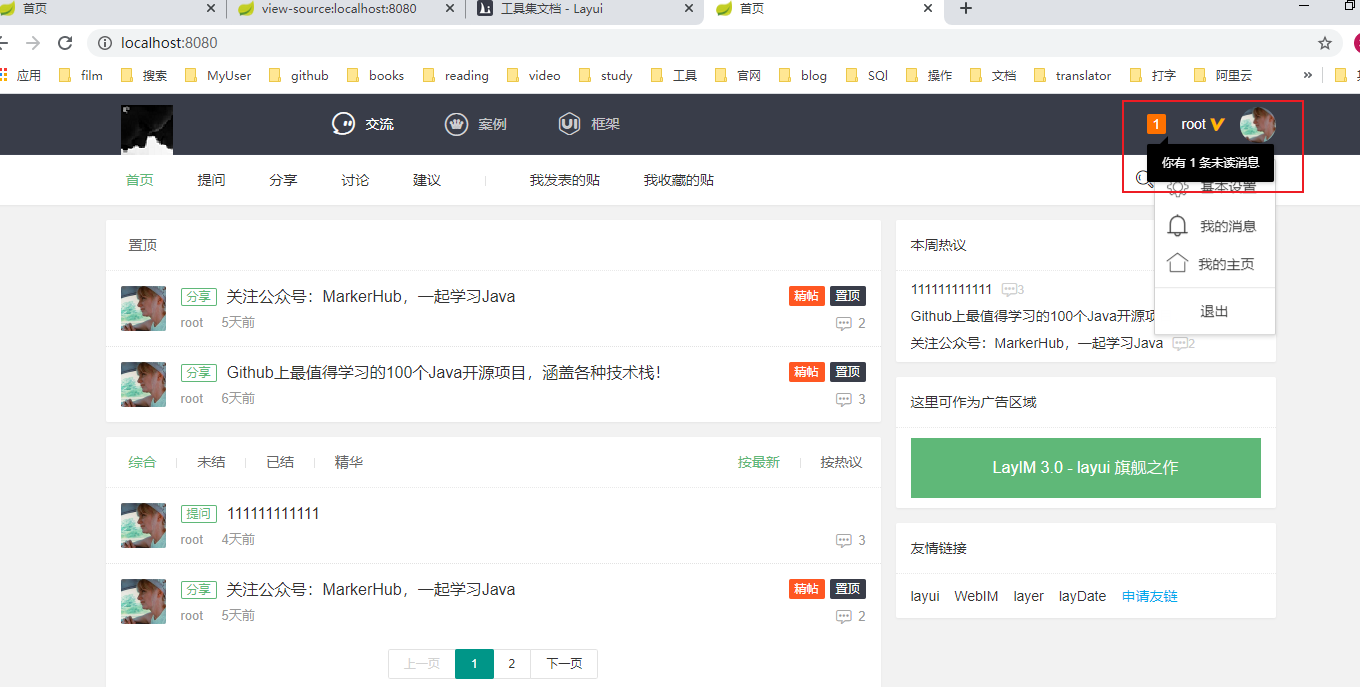 首页 view-source:localhost:8080 工具集文档 - Layui 首页
localhost:8080
应用 film 搜索 MyUser github books reading video study 工具 官网 blog SQl 操作 文档 translator 打字 阿里云 »
交流 案例 框架 1 root
你有 1 条未读消息
首页 提问 分享 讨论 建议 我发表的贴 我收藏的贴
基本设置
我的消息
我的主页
退出
置顶
分享 关注公众号：MarkerHub，一起学习Java 精帖 置顶
root 5天前 2
分享 Github上最值得学习的100个Java开源项目，涵盖各种技术栈！ 精帖 置顶
root 6天前 3
综合 未结 已结 精华 按最新 按热议
提问 111111111111
root 4天前 3
分享 关注公众号：MarkerHub，一起学习Java 精帖 置顶
root 5天前 2
上一页 1 2 下一页
本周热议
111111111111 3
Github上最值得学习的100个Java开源项
关注公众号：MarkerHub，一起学习Java 2
这里可作为广告区域
LayIM 3.0 - layui 旗舰之作
友情链接
layui WebIM layer layDate 申请友链